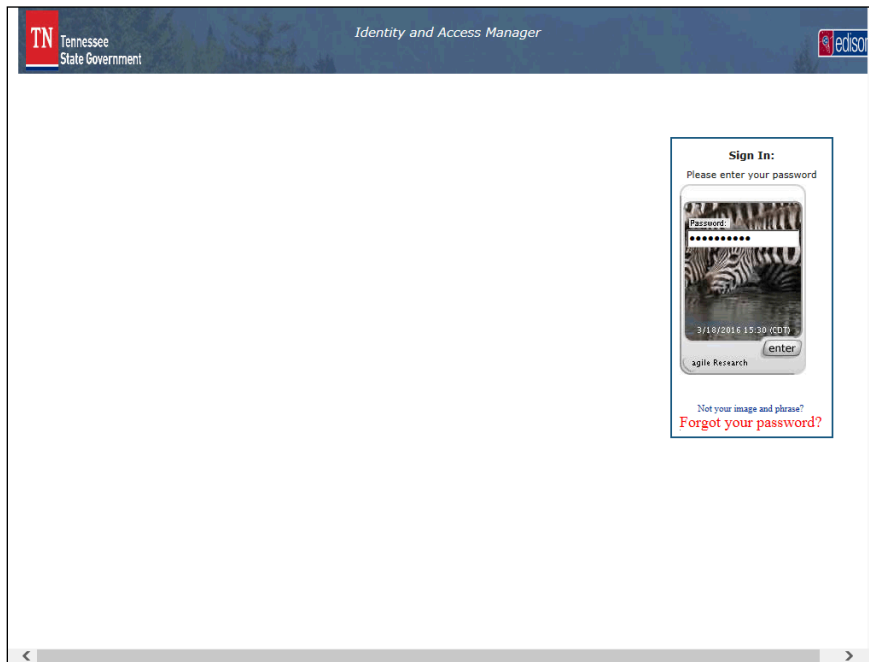 TN Tennessee
State Government
Identity and Access Manager
edison
Sign In:
Please enter your password
Password:
••••••••••
3/18/2016 15:30 (CDT)
enter
agile Research
Not your image and phrase?
Forgot your password?